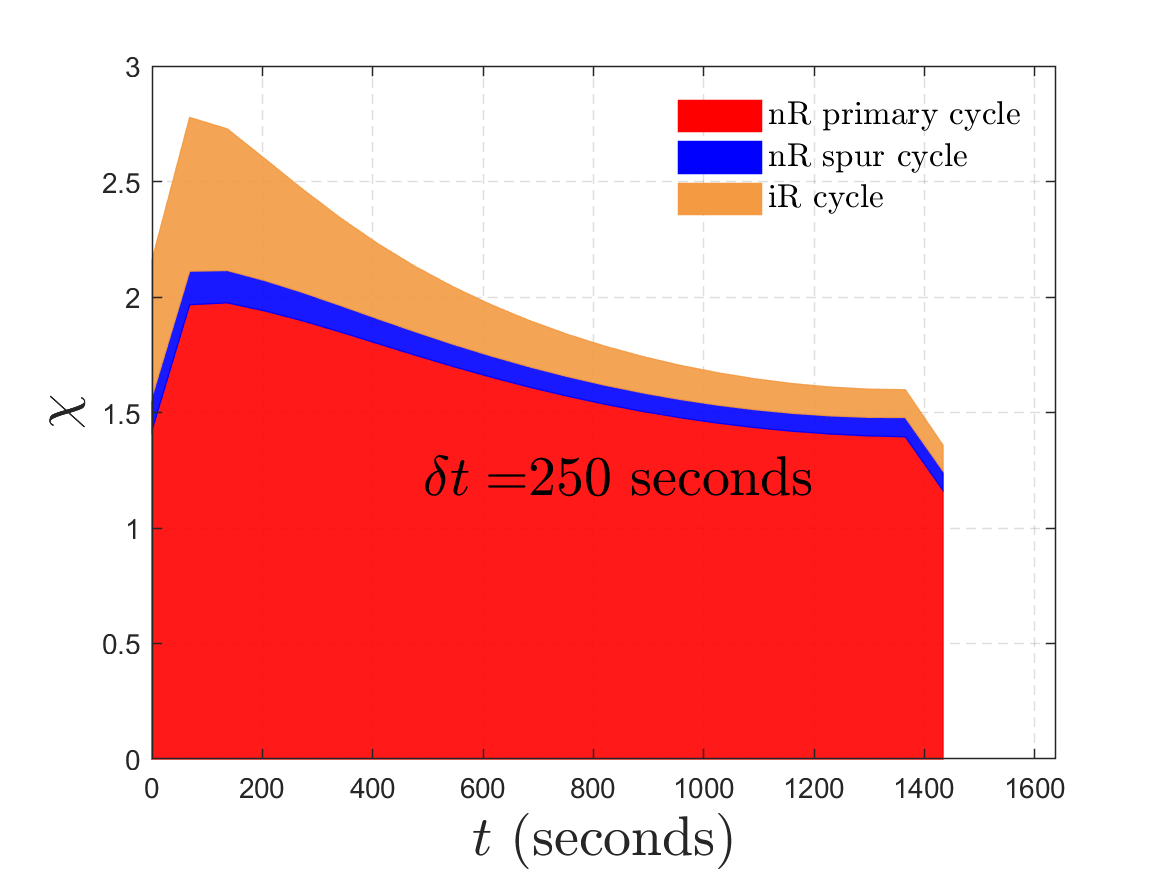 3
2.5
2
1.5
1
0.5
0
χ
nR primary cycle
nR spur cycle
iR cycle
δt =250 seconds
0 200 400 600 800 1000 1200 1400 1600
t (seconds)